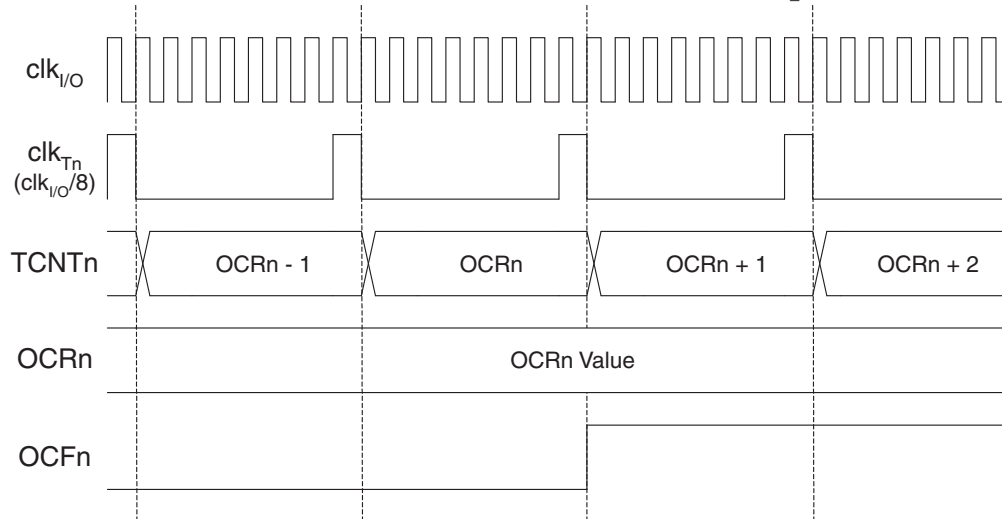 clkI/O
clkTn
(clkI/O/8)
TCNTn
OCRn - 1
OCRn
OCRn + 1
OCRn + 2
OCRn
OCRn Value
OCFn